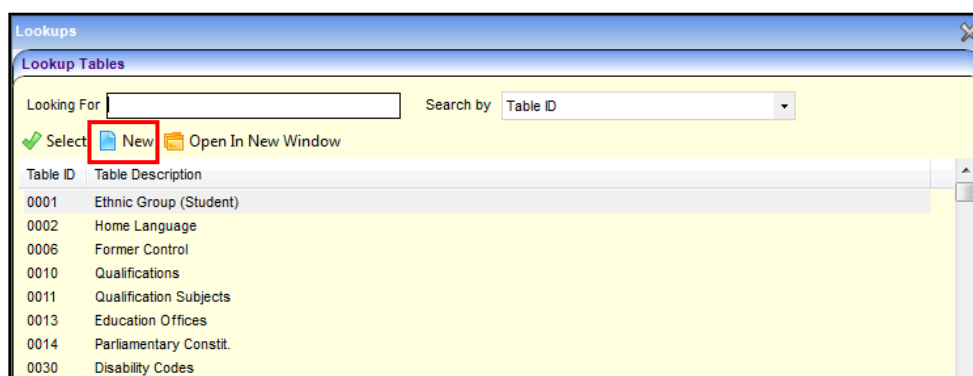 Lookups
Lookup Tables
Looking For Search by Table ID
Select New Open In New Window
Table ID Table Description
0001 Ethnic Group (Student)
0002 Home Language
0006 Former Control
0010 Qualifications
0011 Qualification Subjects
0013 Education Offices
0014 Parliamentary Constit.
0030 Disability Codes